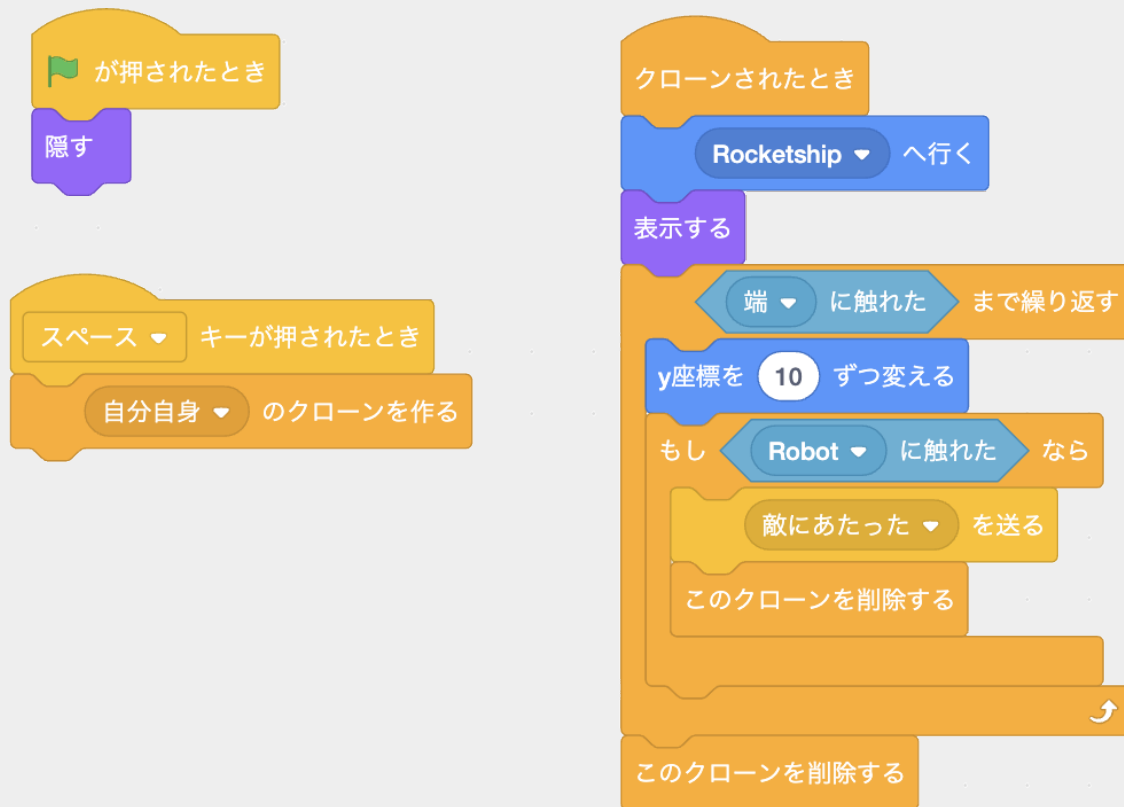 が押されたとき
隠す
スペース キーが押されたとき
自分自身 のクローンを作る
クローンされたとき
Rocketship へ行く
表示する
端 に触れた まで繰り返す
y座標を 10 ずつ変える
もし Robot に触れた なら
敵にあたった を送る
このクローンを削除する
このクローンを削除する